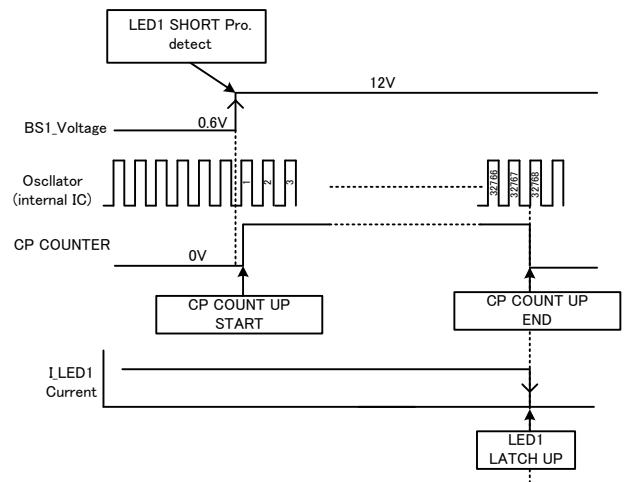 LED1 SHORT Pro.
detect
12V
BS1_Voltage
0.6V
Oscllator
(internal IC)
1
2
3
32766
32767
32768
CP COUNTER
0V
CP COUNT UP
START
CP COUNT UP
END
I_LED1
Current
LED1
LATCH UP